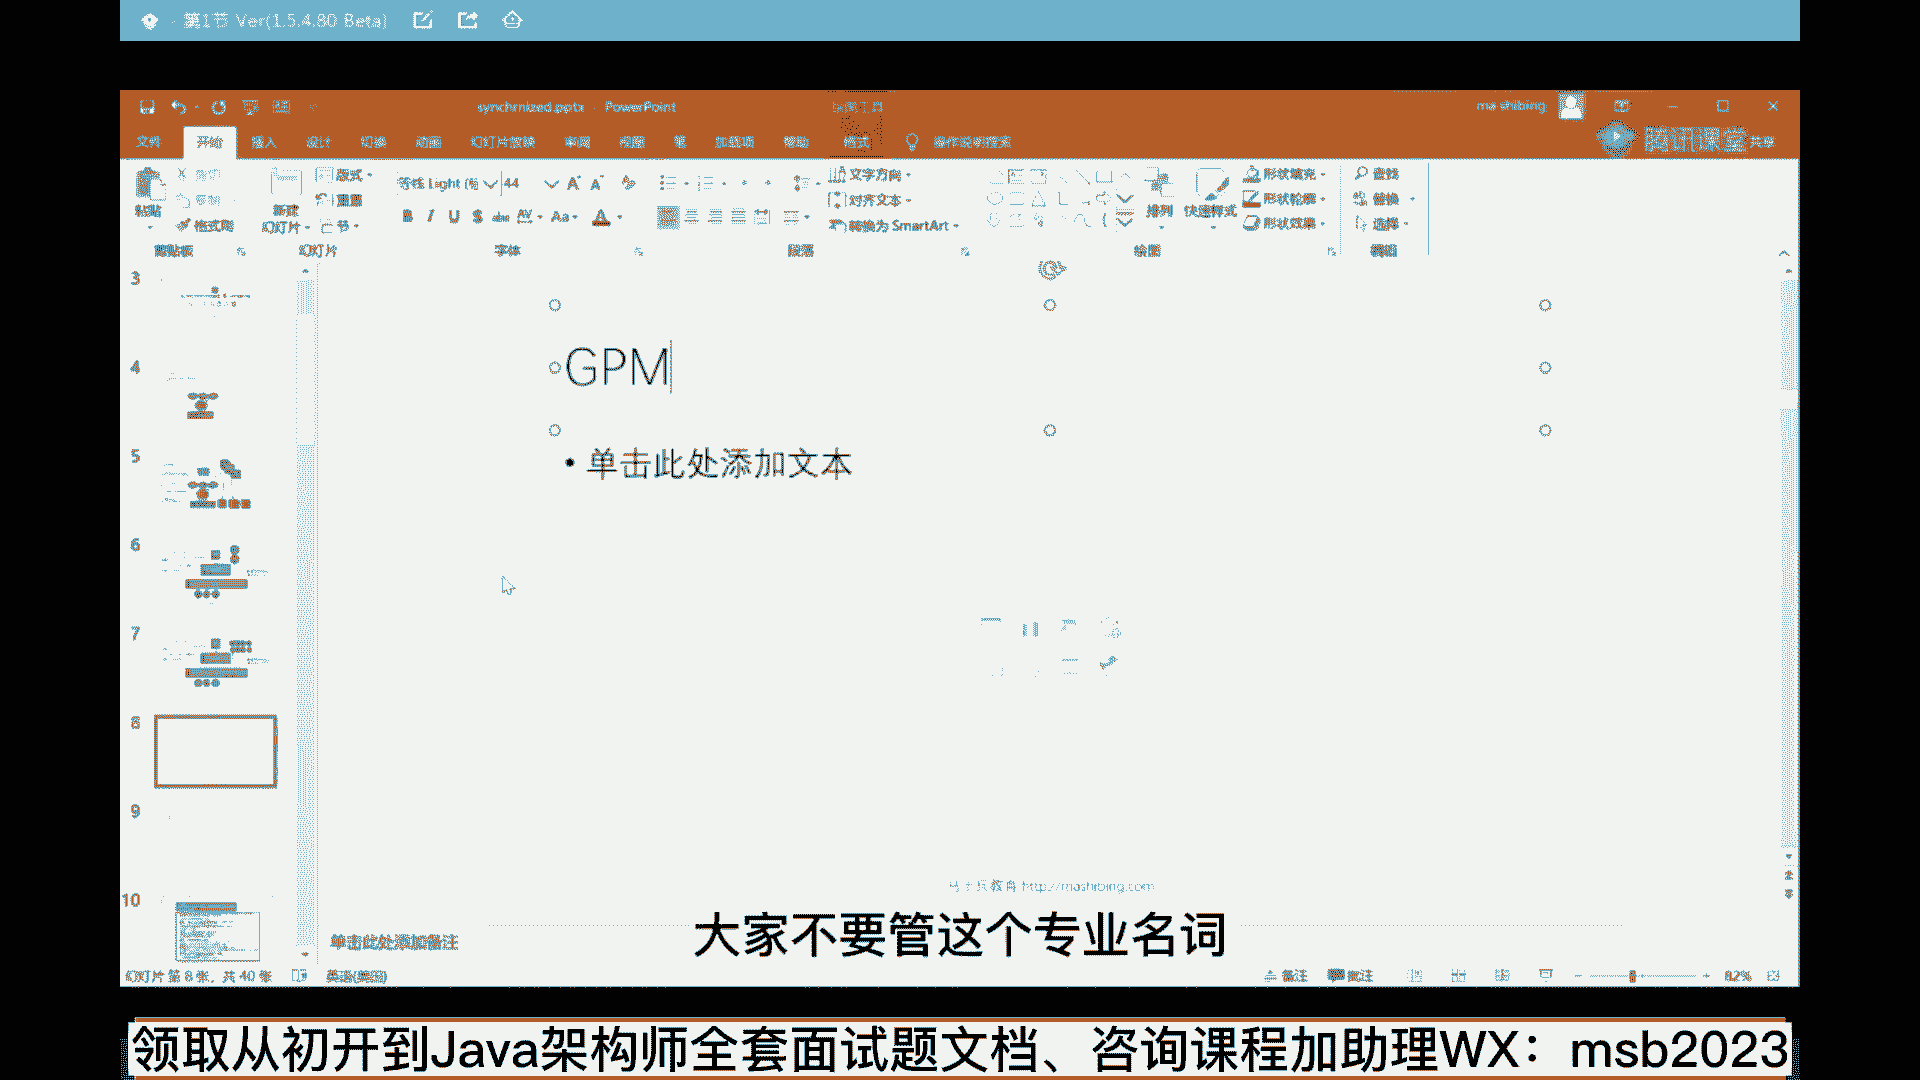 第1节 Ver(1.5.4.80 Beta)
synchrnized.pptx - PowerPoint
ma shibing
文件 开始 插入 设计 切换 动画 幻灯片放映 审阅 视图 笔 加载项 帮助 格式 操作说明搜索
腾讯课堂 共享
粘贴
剪切
复制
格式刷
剪贴板
新建
幻灯片
版式
重置
节
幻灯片
等线 Light (标 44
B I U S abc AV Aa A
字体
段落
文字方向
对齐文本
转换为 SmartArt
排列
快速样式
形状填充
形状轮廓
形状效果
绘图
查找
替换
选择
编辑
3
4
5
6
7
8
9
10
GPM
• 单击此处添加文本
马士兵教育 http://mashibing.com
单击此处添加备注
大家不要管这个专业名词
幻灯片 第 8 张，共 40 张
英语(美国)
备注
批注
82%
领取从初开到Java架构师全套面试题文档、咨询课程加助理WX：msb2023